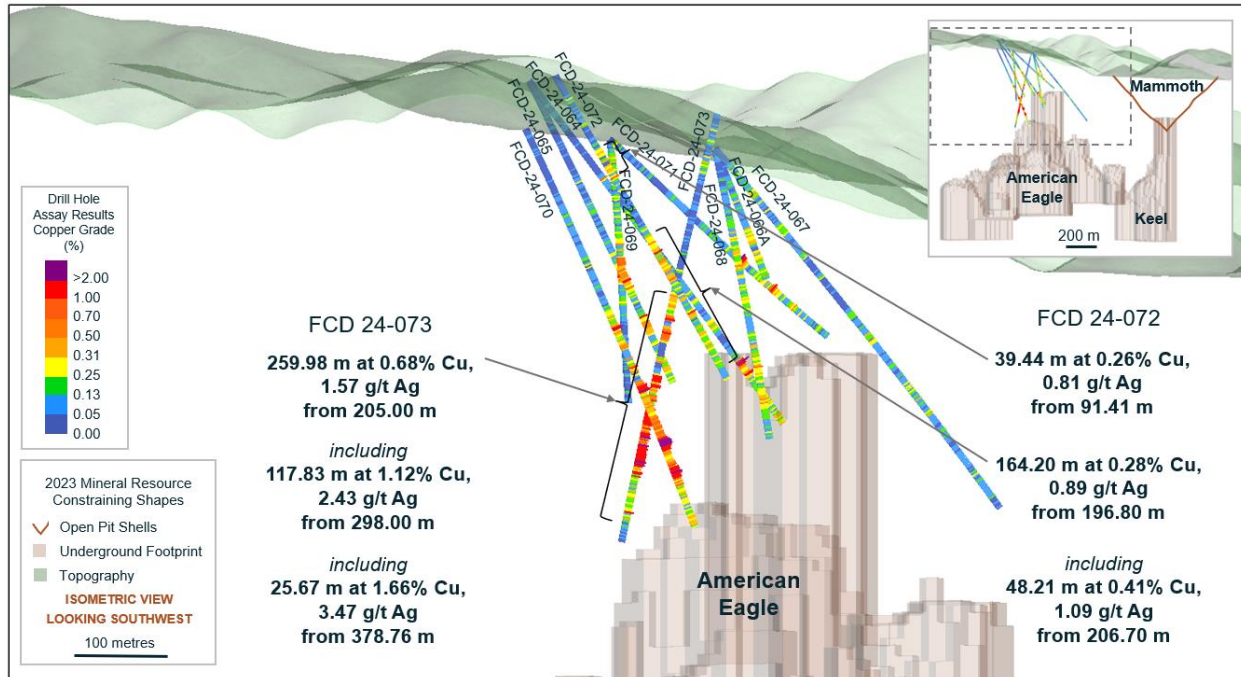 FCD-24-072
FCD-24-064
FCD-24-065
FCD-24-070
FCD-24-069
FCD-24-071
FCD-24-073
FCD-24-068
FCD-24-066A
FCD-24-067
Mammoth
American
Eagle
Keel
200 m
Drill Hole
Assay Results
Copper Grade
(%)
>2.00
1.00
0.70
0.50
0.31
0.25
0.13
0.05
0.00
2023 Mineral Resource
Constraining Shapes
Open Pit Shells
Underground Footprint
Topography
ISOMETRIC VIEW
LOOKING SOUTHWEST
100 metres
FCD 24-073
259.98 m at 0.68% Cu,
1.57 g/t Ag
from 205.00 m
including
117.83 m at 1.12% Cu,
2.43 g/t Ag
from 298.00 m
including
25.67 m at 1.66% Cu,
3.47 g/t Ag
from 378.76 m
American
Eagle
FCD 24-072
39.44 m at 0.26% Cu,
0.81 g/t Ag
from 91.41 m
164.20 m at 0.28% Cu,
0.89 g/t Ag
from 196.80 m
including
48.21 m at 0.41% Cu,
1.09 g/t Ag
from 206.70 m